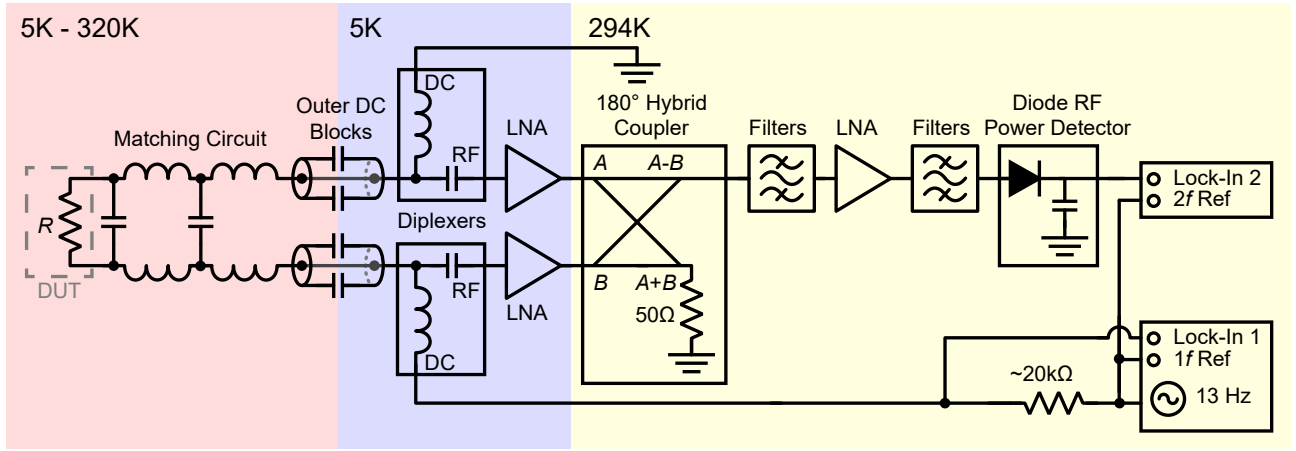 5K - 320K
5K
294K
DC
180° Hybrid
Coupler
Diode RF
Power Detector
Outer DC
Blocks
Matching Circuit
LNA
Filters
LNA
Filters
RF
A
A-B
Lock-In 2
2f Ref
R
Diplexers
DUT
RF
B
A+B
LNA
50Ω
DC
Lock-In 1
1f Ref
~20kΩ
13 Hz